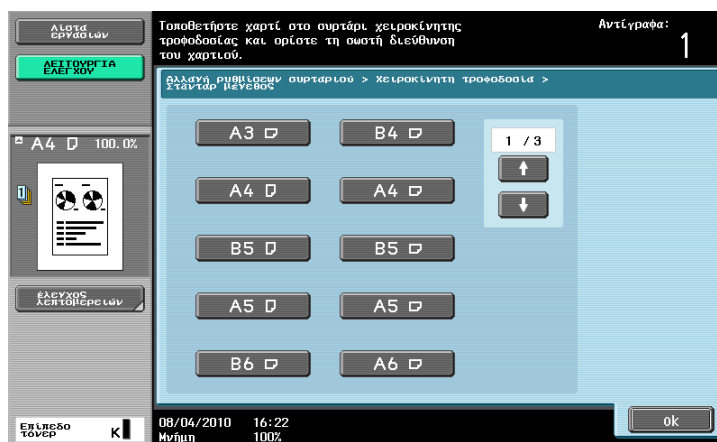 Λίστα
εργασιών
ΛΕΙΤΟΥΡΓΙΑ
ΕΛΕΓΧΟΥ
Τοποθετήστε χαρτί στο συρτάρι χειροκίνητης
τροφοδοσίας και ορίστε τη σωστή διεύθυνση
του χαρτιού.
Αντίγραφα:
1
Αλλαγή ρυθμίσεων συρταριού > Χειροκίνητη τροφοδοσία >
Στάνταρ μέγεθος
A4 100.0%
1
A3
B4
1 / 3
A4
A4
B5
B5
A5
A5
B6
A6
έλεγχος
λεπτομερειών
Επίπεδο
τόνερ
K
08/04/2010 16:22
Μνήμη 100%
ok